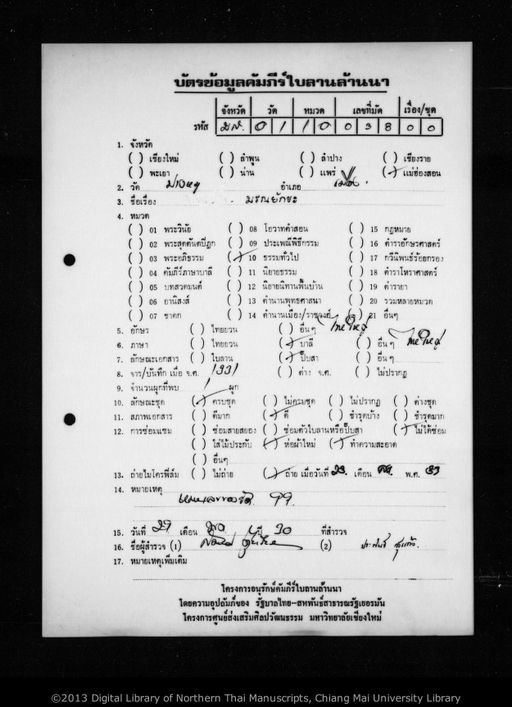 บัตรข้อมูลคัมภีร์ใบลานล้านนา
จังหวัด วัด หมวด เลขที่มัด เรื่อง/ชุด
รหัส มส. 0 1 1 0 0 3 8 0 0
1. จังหวัด
( ) เชียงใหม่ ( ) ลำพูน ( ) ลำปาง ( ) เชียงราย
( ) พะเยา ( ) น่าน ( ) แพร่ (✓) แม่ฮ่องสอน
2. วัด อำเภอ เมือง
3. ชื่อเรื่อง
4. หมวด
( ) 01 พระวินัย ( ) 08 โอวาทคำสอน ( ) 15 กฎหมาย
( ) 02 พระสุตตันตปิฎก ( ) 09 ประเพณีพิธีกรรม ( ) 16 ตำราอักษรศาสตร์
( ) 03 พระอภิธรรม (✓) 10 ธรรมทั่วไป ( ) 17 กวีนิพนธ์ร้อยกรอง
( ) 04 คัมภีร์ภาษาบาลี ( ) 11 นิยายธรรม ( ) 18 ตำราโหราศาสตร์
( ) 05 บทสวดมนต์ ( ) 12 นิยายนิทานพื้นบ้าน ( ) 19 ตำรายา
( ) 06 อานิสงส์ ( ) 13 ตำนานพุทธศาสนา ( ) 20 รวมหลายหมวด
( ) 07 ชาดก ( ) 14 ตำนานเมือง/ราชวงศ์ ( ) 21 อื่นๆ
5. อักษร ( ) ไทยยวน ( ) อื่นๆ ไทใหญ่
6. ภาษา ( ) ไทยยวน (✓) บาลี ( ) อื่นๆ ไทใหญ่
7. ลักษณะเอกสาร ( ) ใบลาน (✓) ปั๊บสา ( ) อื่นๆ
8. จาร/บันทึก เมื่อ จ.ศ. 1331 ( ) ต่าง จ.ศ. ( ) ไม่ปรากฏ
9. จำนวนผูกที่พบ 1 ผูก
10. ลักษณะชุด (✓) ครบชุด ( ) ไม่ครบชุด ( ) ไม่ปรากฏ ( ) ต่างชุด
11. สภาพเอกสาร ( ) ดีมาก (✓) ดี ( ) ชำรุดบ้าง ( ) ชำรุดมาก
12. การซ่อมแซม ( ) ซ่อมสายสยอง ( ) ซ่อมตัวใบลานหรือปั๊บสา (✓) ไม่ได้ซ่อม
( ) ใส่ไม้ประกับ (✓) ห่อผ้าใหม่ (✓) ทำความสะอาด
( ) อื่นๆ
13. ถ่ายไมโครฟิล์ม ( ) ไม่ถ่าย (✓) ถ่าย เมื่อวันที่ 23 เดือน พ.ศ. 33
14. หมายเหตุ
99
15. วันที่ 29 เดือน ปี 30 ที่สำรวจ
16. ชื่อผู้สำรวจ (1) (2)
17. หมายเหตุเพิ่มเติม
โครงการอนุรักษ์คัมภีร์ใบลานล้านนา
โดยความอุปถัมภ์ของ รัฐบาลไทย-สหพันธ์สาธารณรัฐเยอรมัน
โครงการศูนย์ส่งเสริมศิลปวัฒนธรรม มหาวิทยาลัยเชียงใหม่
©2013 Digital Library of Northern Thai Manuscripts, Chiang Mai University Library